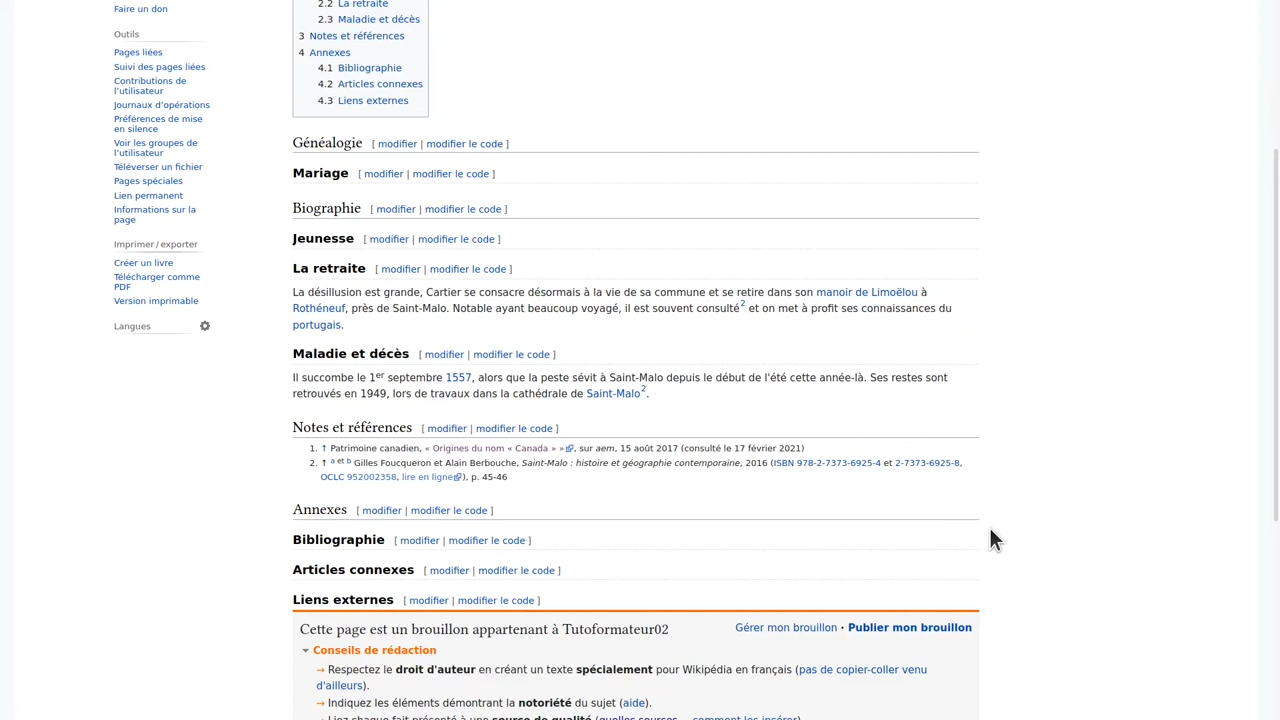 Faire un don
Outils
Pages liées
Suivi des pages liées
Contributions de
l’utilisateur
Journaux d’opérations
Préférences de mise
en silence
Voir les groupes de
l’utilisateur
Téléverser un fichier
Pages spéciales
Lien permanent
Informations sur la
page
Imprimer / exporter
Créer un livre
Télécharger comme
PDF
Version imprimable
Langues
2.2 La retraite
2.3 Maladie et décès
3 Notes et références
4 Annexes
4.1 Bibliographie
4.2 Articles connexes
4.3 Liens externes
Généalogie [ modifier | modifier le code ]
Mariage [ modifier | modifier le code ]
Biographie [ modifier | modifier le code ]
Jeunesse [ modifier | modifier le code ]
La retraite [ modifier | modifier le code ]
La désillusion est grande, Cartier se consacre désormais à la vie de sa commune et se retire dans son manoir de Limoëlou à
Rothéneuf, près de Saint-Malo. Notable ayant beaucoup voyagé, il est souvent consulté2 et on met à profit ses connaissances du
portugais.
Maladie et décès [ modifier | modifier le code ]
Il succombe le 1er septembre 1557, alors que la peste sévit à Saint-Malo depuis le début de l'été cette année-là. Ses restes sont
retrouvés en 1949, lors de travaux dans la cathédrale de Saint-Malo2.
Notes et références [ modifier | modifier le code ]
1. ↑ Patrimoine canadien, « Origines du nom « Canada » », sur aem, 15 août 2017 (consulté le 17 février 2021)
2. ↑ a et b Gilles Foucqueron et Alain Berbouche, Saint-Malo : histoire et géographie contemporaine, 2016 (ISBN 978-2-7373-6925-4 et 2-7373-6925-8,
OCLC 952002358, lire en ligne), p. 45-46
Annexes [ modifier | modifier le code ]
Bibliographie [ modifier | modifier le code ]
Articles connexes [ modifier | modifier le code ]
Liens externes [ modifier | modifier le code ]
Cette page est un brouillon appartenant à Tutoformateur02 Gérer mon brouillon · Publier mon brouillon
Conseils de rédaction
→ Respectez le droit d'auteur en créant un texte spécialement pour Wikipédia en français (pas de copier-coller venu
d'ailleurs).
→ Indiquez les éléments démontrant la notoriété du sujet (aide).
→ Liez chaque fait présenté à une source de qualité (quelles sources – comment les insérer).